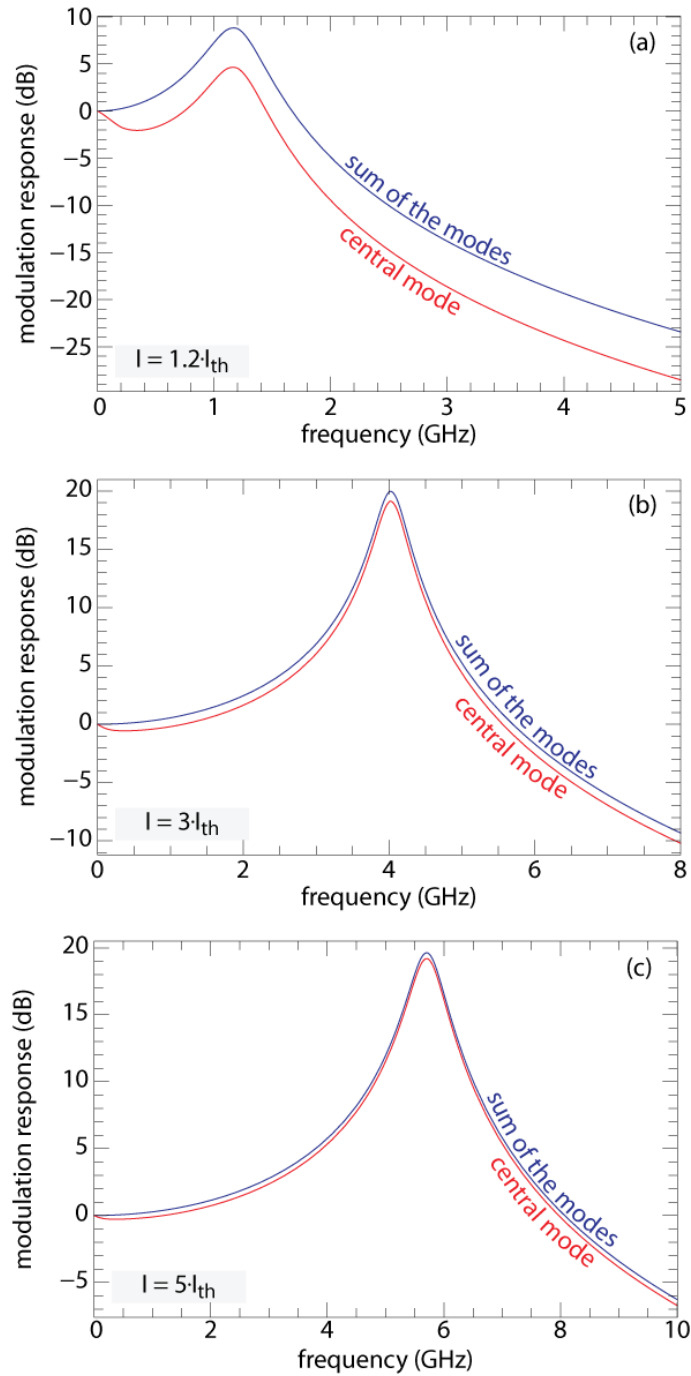 (a)
modulation response (dB)
10
5
0
−5
−10
−15
−20
−25
sum of the modes
central mode
I = 1.2·I_th
0 1 2 3 4 5
frequency (GHz)
(b)
modulation response (dB)
20
15
10
5
0
−5
−10
sum of the modes
central mode
I = 3·I_th
0 2 4 6 8
frequency (GHz)
(c)
modulation response (dB)
20
15
10
5
0
−5
sum of the modes
central mode
I = 5·I_th
0 2 4 6 8 10
frequency (GHz)